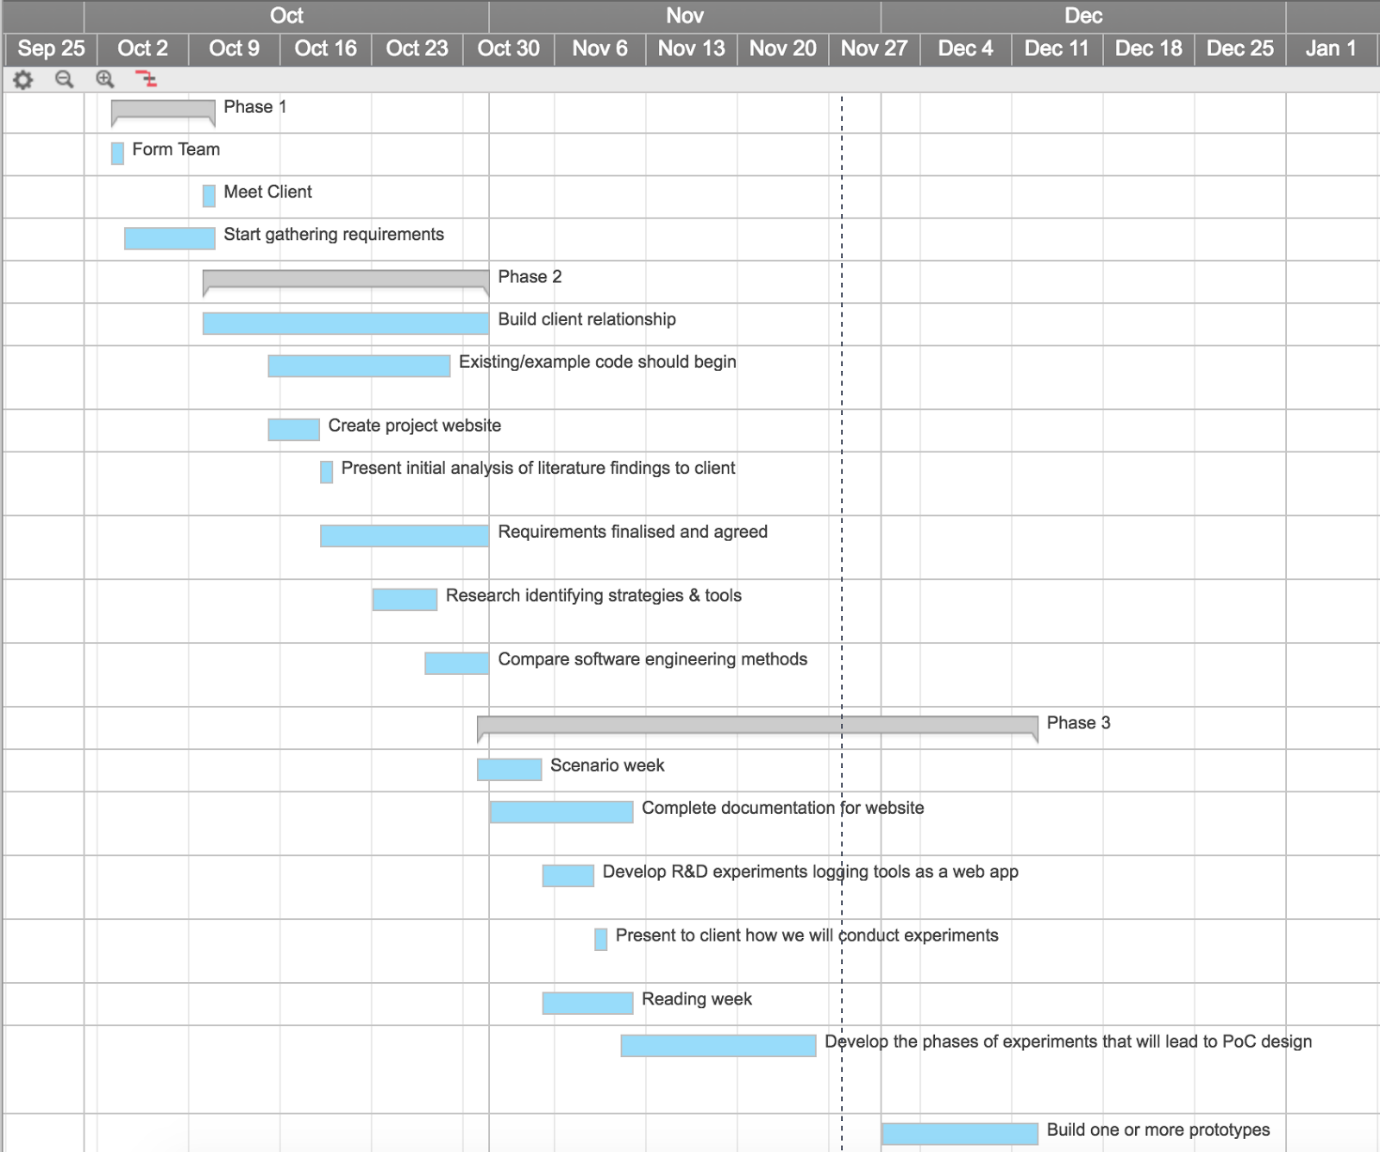 Oct Nov Dec
Sep 25 Oct 2 Oct 9 Oct 16 Oct 23 Oct 30 Nov 6 Nov 13 Nov 20 Nov 27 Dec 4 Dec 11 Dec 18 Dec 25 Jan 1
Phase 1
Form Team
Meet Client
Start gathering requirements
Phase 2
Build client relationship
Existing/example code should begin
Create project website
Present initial analysis of literature findings to client
Requirements finalised and agreed
Research identifying strategies & tools
Compare software engineering methods
Phase 3
Scenario week
Complete documentation for website
Develop R&D experiments logging tools as a web app
Present to client how we will conduct experiments
Reading week
Develop the phases of experiments that will lead to PoC design
Build one or more prototypes